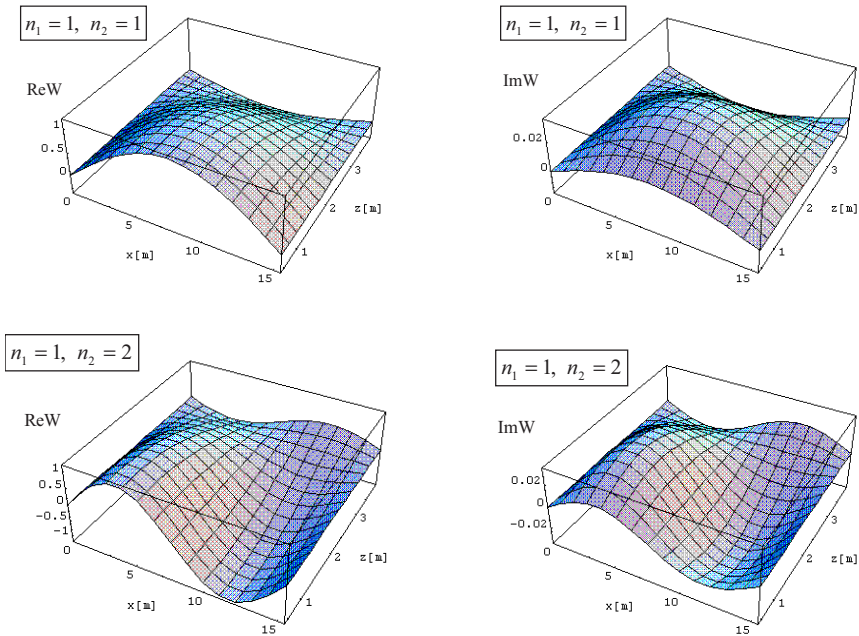 n₁ = 1, n₂ = 1
ReW
1
0.5
0
0
5
10
15
x[m]
1
2
3
z[m]
n₁ = 1, n₂ = 1
ImW
0.02
0
0
5
10
15
x[m]
1
2
3
z[m]
n₁ = 1, n₂ = 2
ReW
1
0.5
0
-0.5
-1
0
5
10
15
x[m]
1
2
3
z[m]
n₁ = 1, n₂ = 2
ImW
0.02
0
-0.02
0
5
10
15
x[m]
1
2
3
z[m]